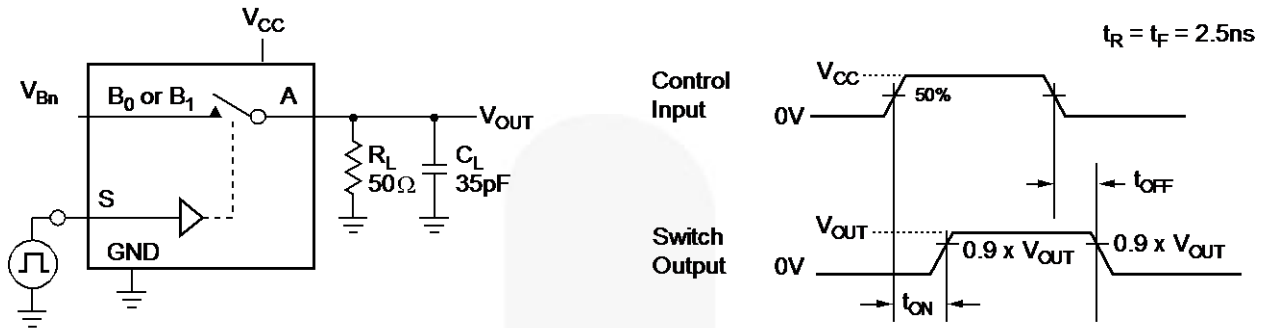 V_CC
V_Bn
B_0 or B_1
A
V_OUT
R_L
50Ω
C_L
35pF
S
GND
t_R = t_F = 2.5ns
Control
Input
V_CC
50%
0V
t_OFF
Switch
Output
V_OUT
0.9 x V_OUT
0.9 x V_OUT
0V
t_ON